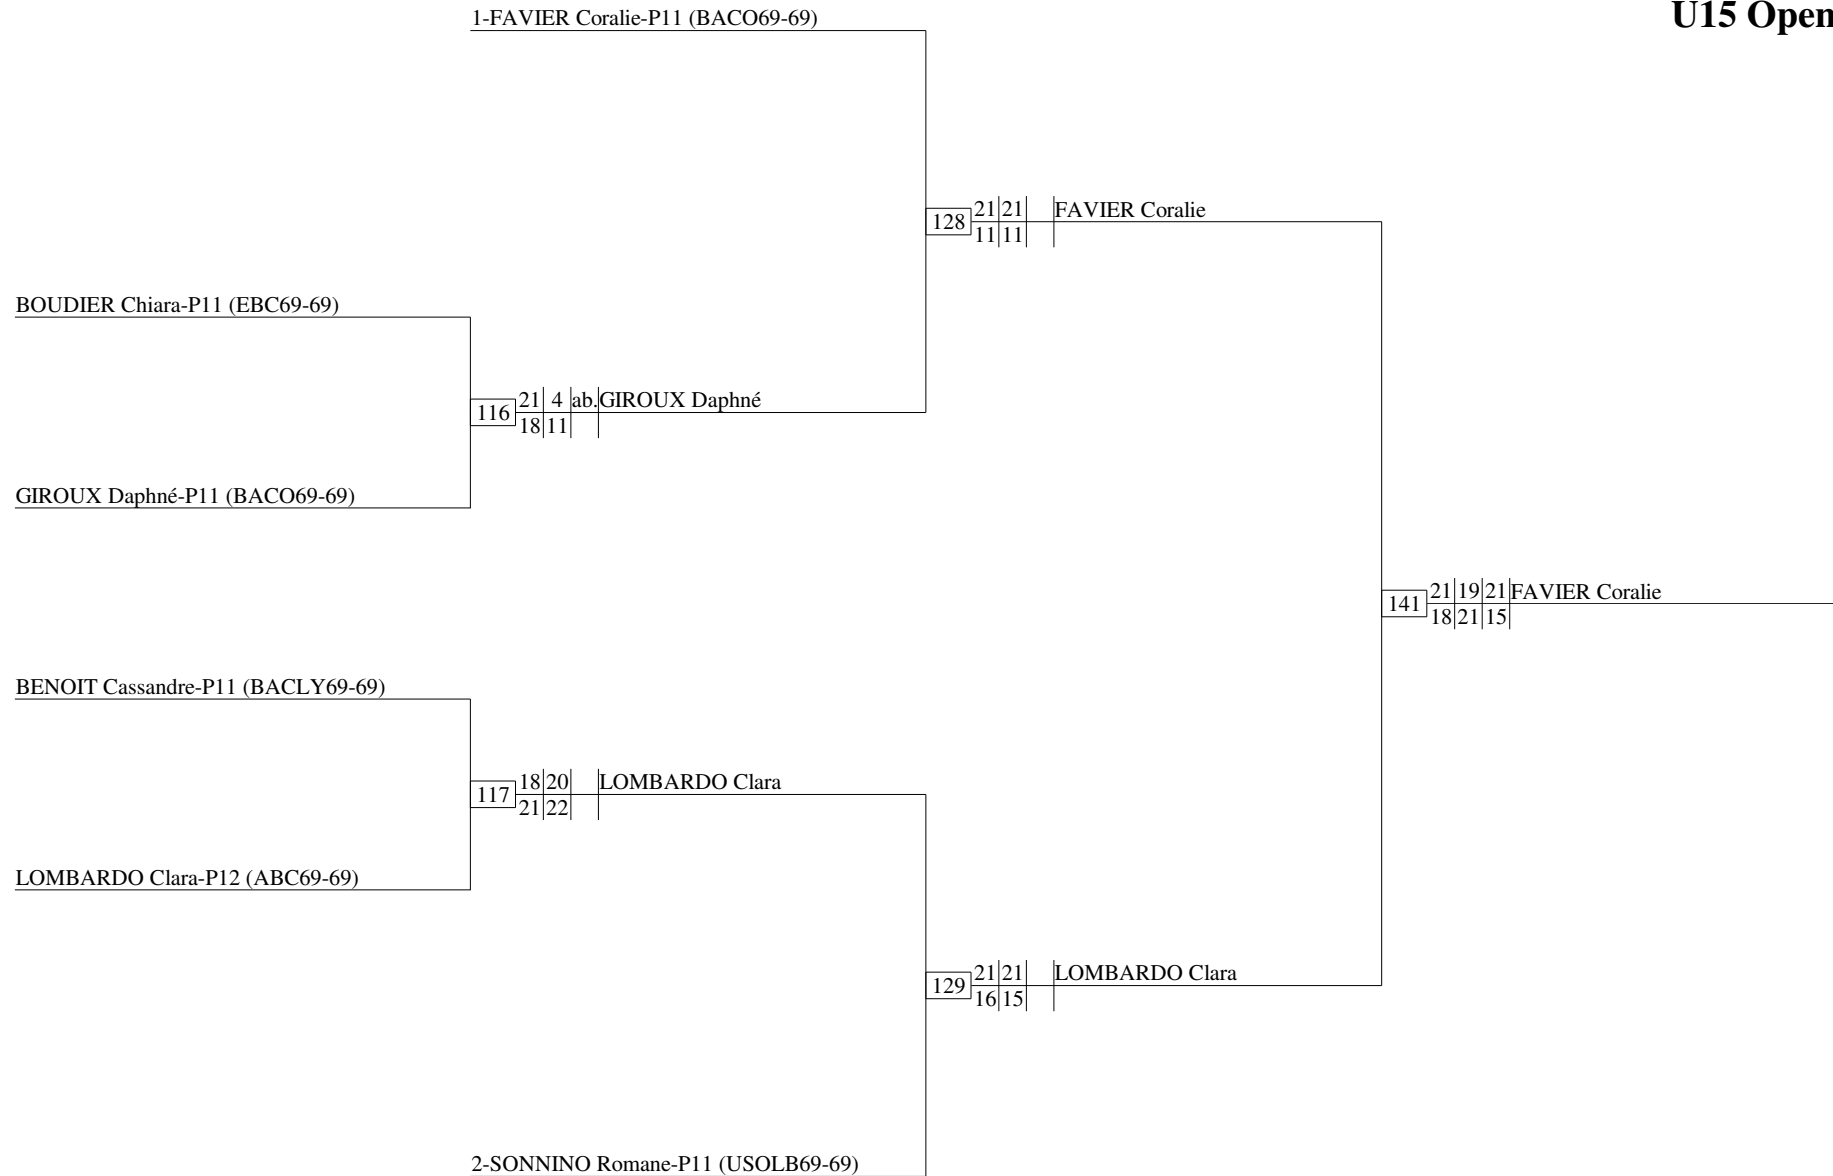 1-FAVIER Coralie-P11 (BACO69-69)
U15 Open
128 21 21 FAVIER Coralie
11 11
BOUDIER Chiara-P11 (EBC69-69)
116 21 4 ab. GIROUX Daphné
18 11
GIROUX Daphné-P11 (BACO69-69)
141 21 19 21 FAVIER Coralie
18 21 15
BENOIT Cassandre-P11 (BACLY69-69)
117 18 20 LOMBARDO Clara
21 22
LOMBARDO Clara-P12 (ABC69-69)
129 21 21 LOMBARDO Clara
16 15
2-SONNINO Romane-P11 (USOLB69-69)